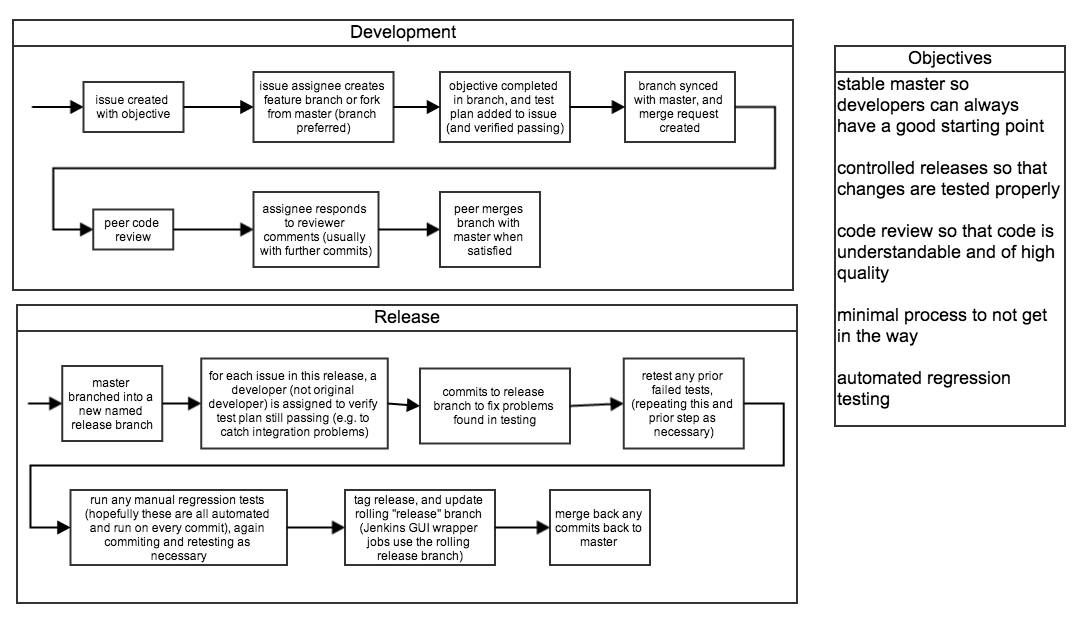 Development
issue created
with objective
issue assignee creates
feature branch or fork
from master (branch
preferred)
objective completed
in branch, and test
plan added to issue
(and verified passing)
branch synced
with master, and
merge request
created
peer code
review
assignee responds
to reviewer
comments (usually
with further commits)
peer merges
branch with
master when
satisfied
Release
master
branched into a
new named
release branch
for each issue in this release, a
developer (not original
developer) is assigned to verify
test plan still passing (e.g. to
catch integration problems)
commits to release
branch to fix problems
found in testing
retest any prior
failed tests,
(repeating this and
prior step as
necessary)
run any manual regression tests
(hopefully these are all automated
and run on every commit), again
commiting and retesting as
necessary
tag release, and update
rolling "release" branch
(Jenkins GUI wrapper
jobs use the rolling
release branch)
merge back any
commits back to
master
Objectives
stable master so
developers can always
have a good starting point
controlled releases so that
changes are tested properly
code review so that code is
understandable and of high
quality
minimal process to not get
in the way
automated regression
testing